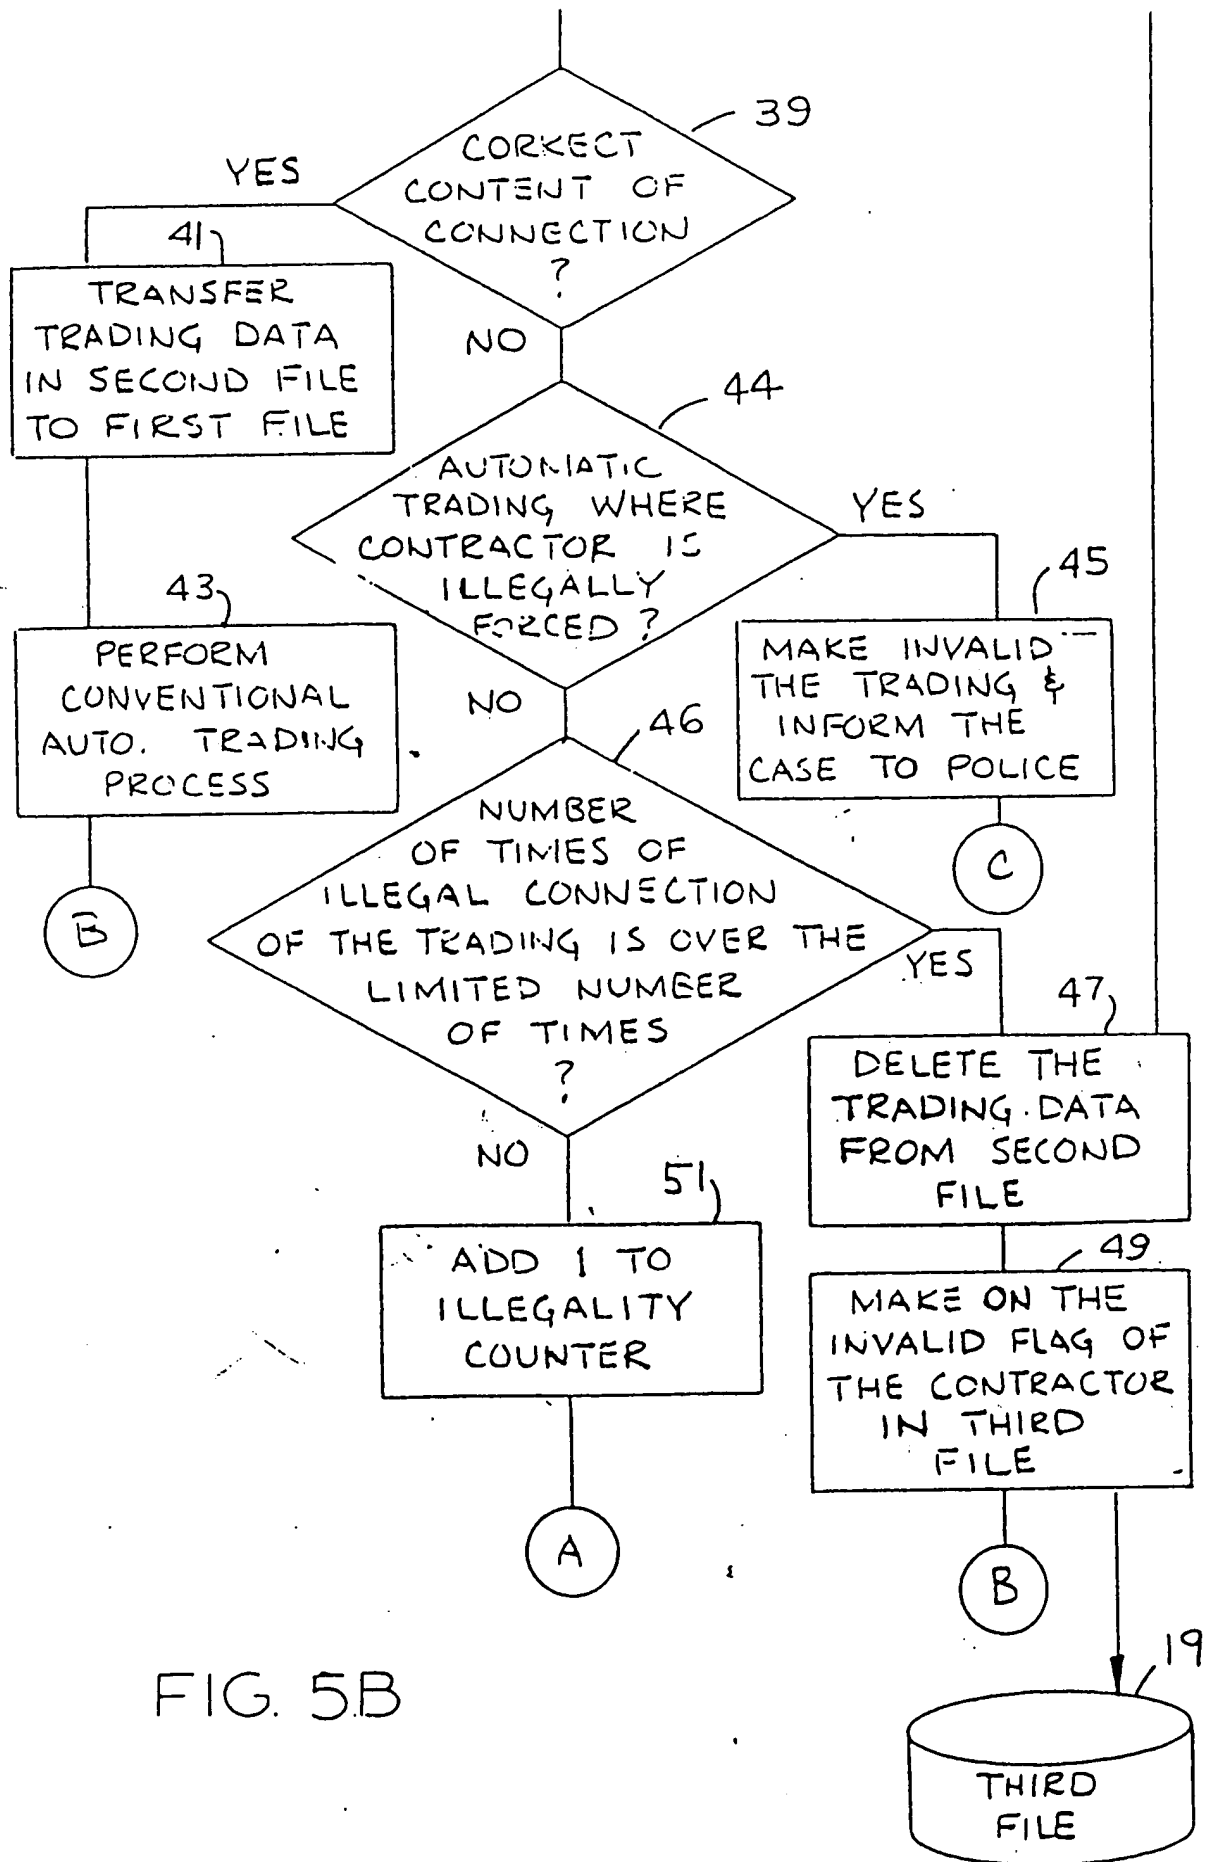 39
CORRECT
CONTENT OF
CONNECTION
?
YES
NO
41
TRANSFER
TRADING DATA
IN SECOND FILE
TO FIRST FILE
44
AUTOMATIC
TRADING WHERE
CONTRACTOR IS
ILLEGALLY
FORCED ?
YES
NO
43
PERFORM
CONVENTIONAL
AUTO. TRADING
PROCESS
B
45
MAKE INVALID
THE TRADING &
INFORM THE
CASE TO POLICE
C
46
NUMBER
OF TIMES OF
ILLEGAL CONNECTION
OF THE TRADING IS OVER THE
LIMITED NUMBER
OF TIMES
?
YES
NO
47
DELETE THE
TRADING DATA
FROM SECOND
FILE
51
ADD 1 TO
ILLEGALITY
COUNTER
A
49
MAKE ON THE
INVALID FLAG OF
THE CONTRACTOR
IN THIRD
FILE
B
19
THIRD
FILE
FIG. 5B